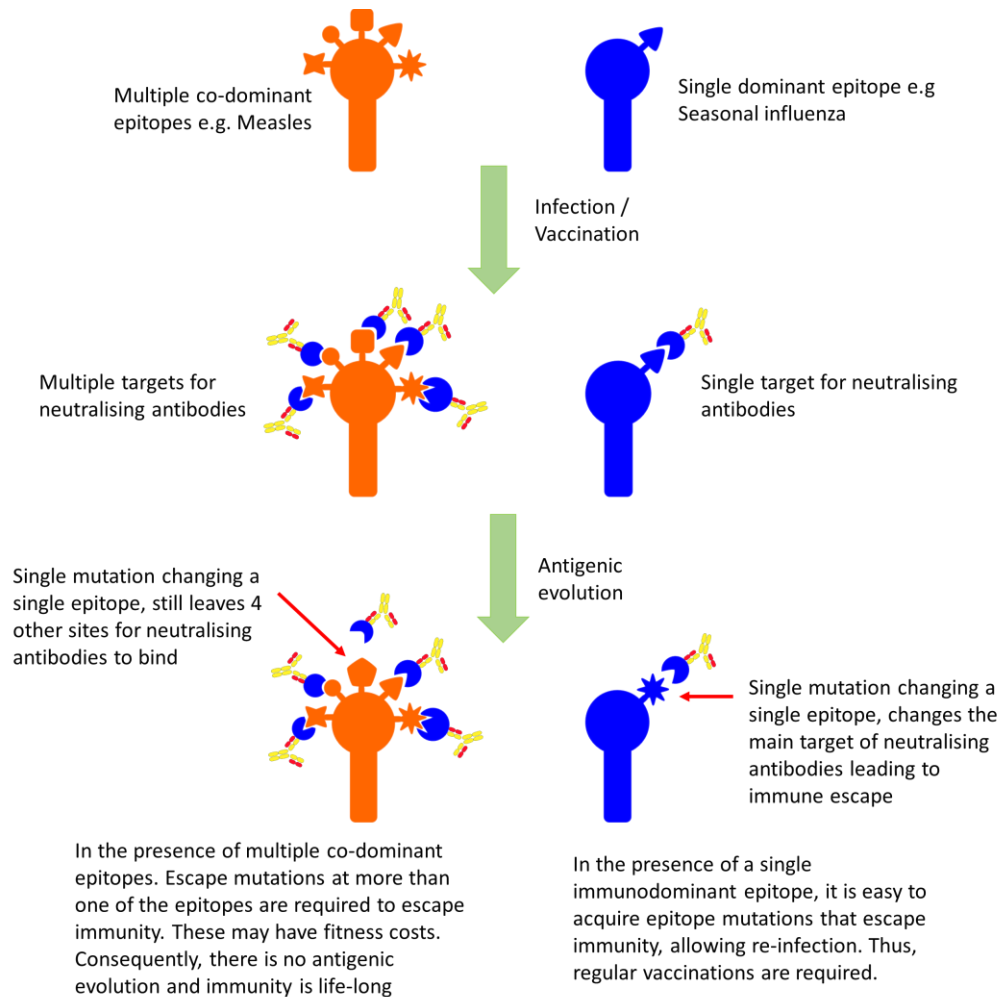 Multiple co-dominant
epitopes e.g. Measles
Single dominant epitope e.g
Seasonal influenza
Infection /
Vaccination
Multiple targets for
neutralising antibodies
Single target for neutralising
antibodies
Antigenic
evolution
Single mutation changing a
single epitope, still leaves 4
other sites for neutralising
antibodies to bind
Single mutation changing a
single epitope, changes the
main target of neutralising
antibodies leading to
immune escape
In the presence of multiple co-dominant
epitopes. Escape mutations at more than
one of the epitopes are required to escape
immunity. These may have fitness costs.
Consequently, there is no antigenic
evolution and immunity is life-long
In the presence of a single
immunodominant epitope, it is easy to
acquire epitope mutations that escape
immunity, allowing re-infection. Thus,
regular vaccinations are required.